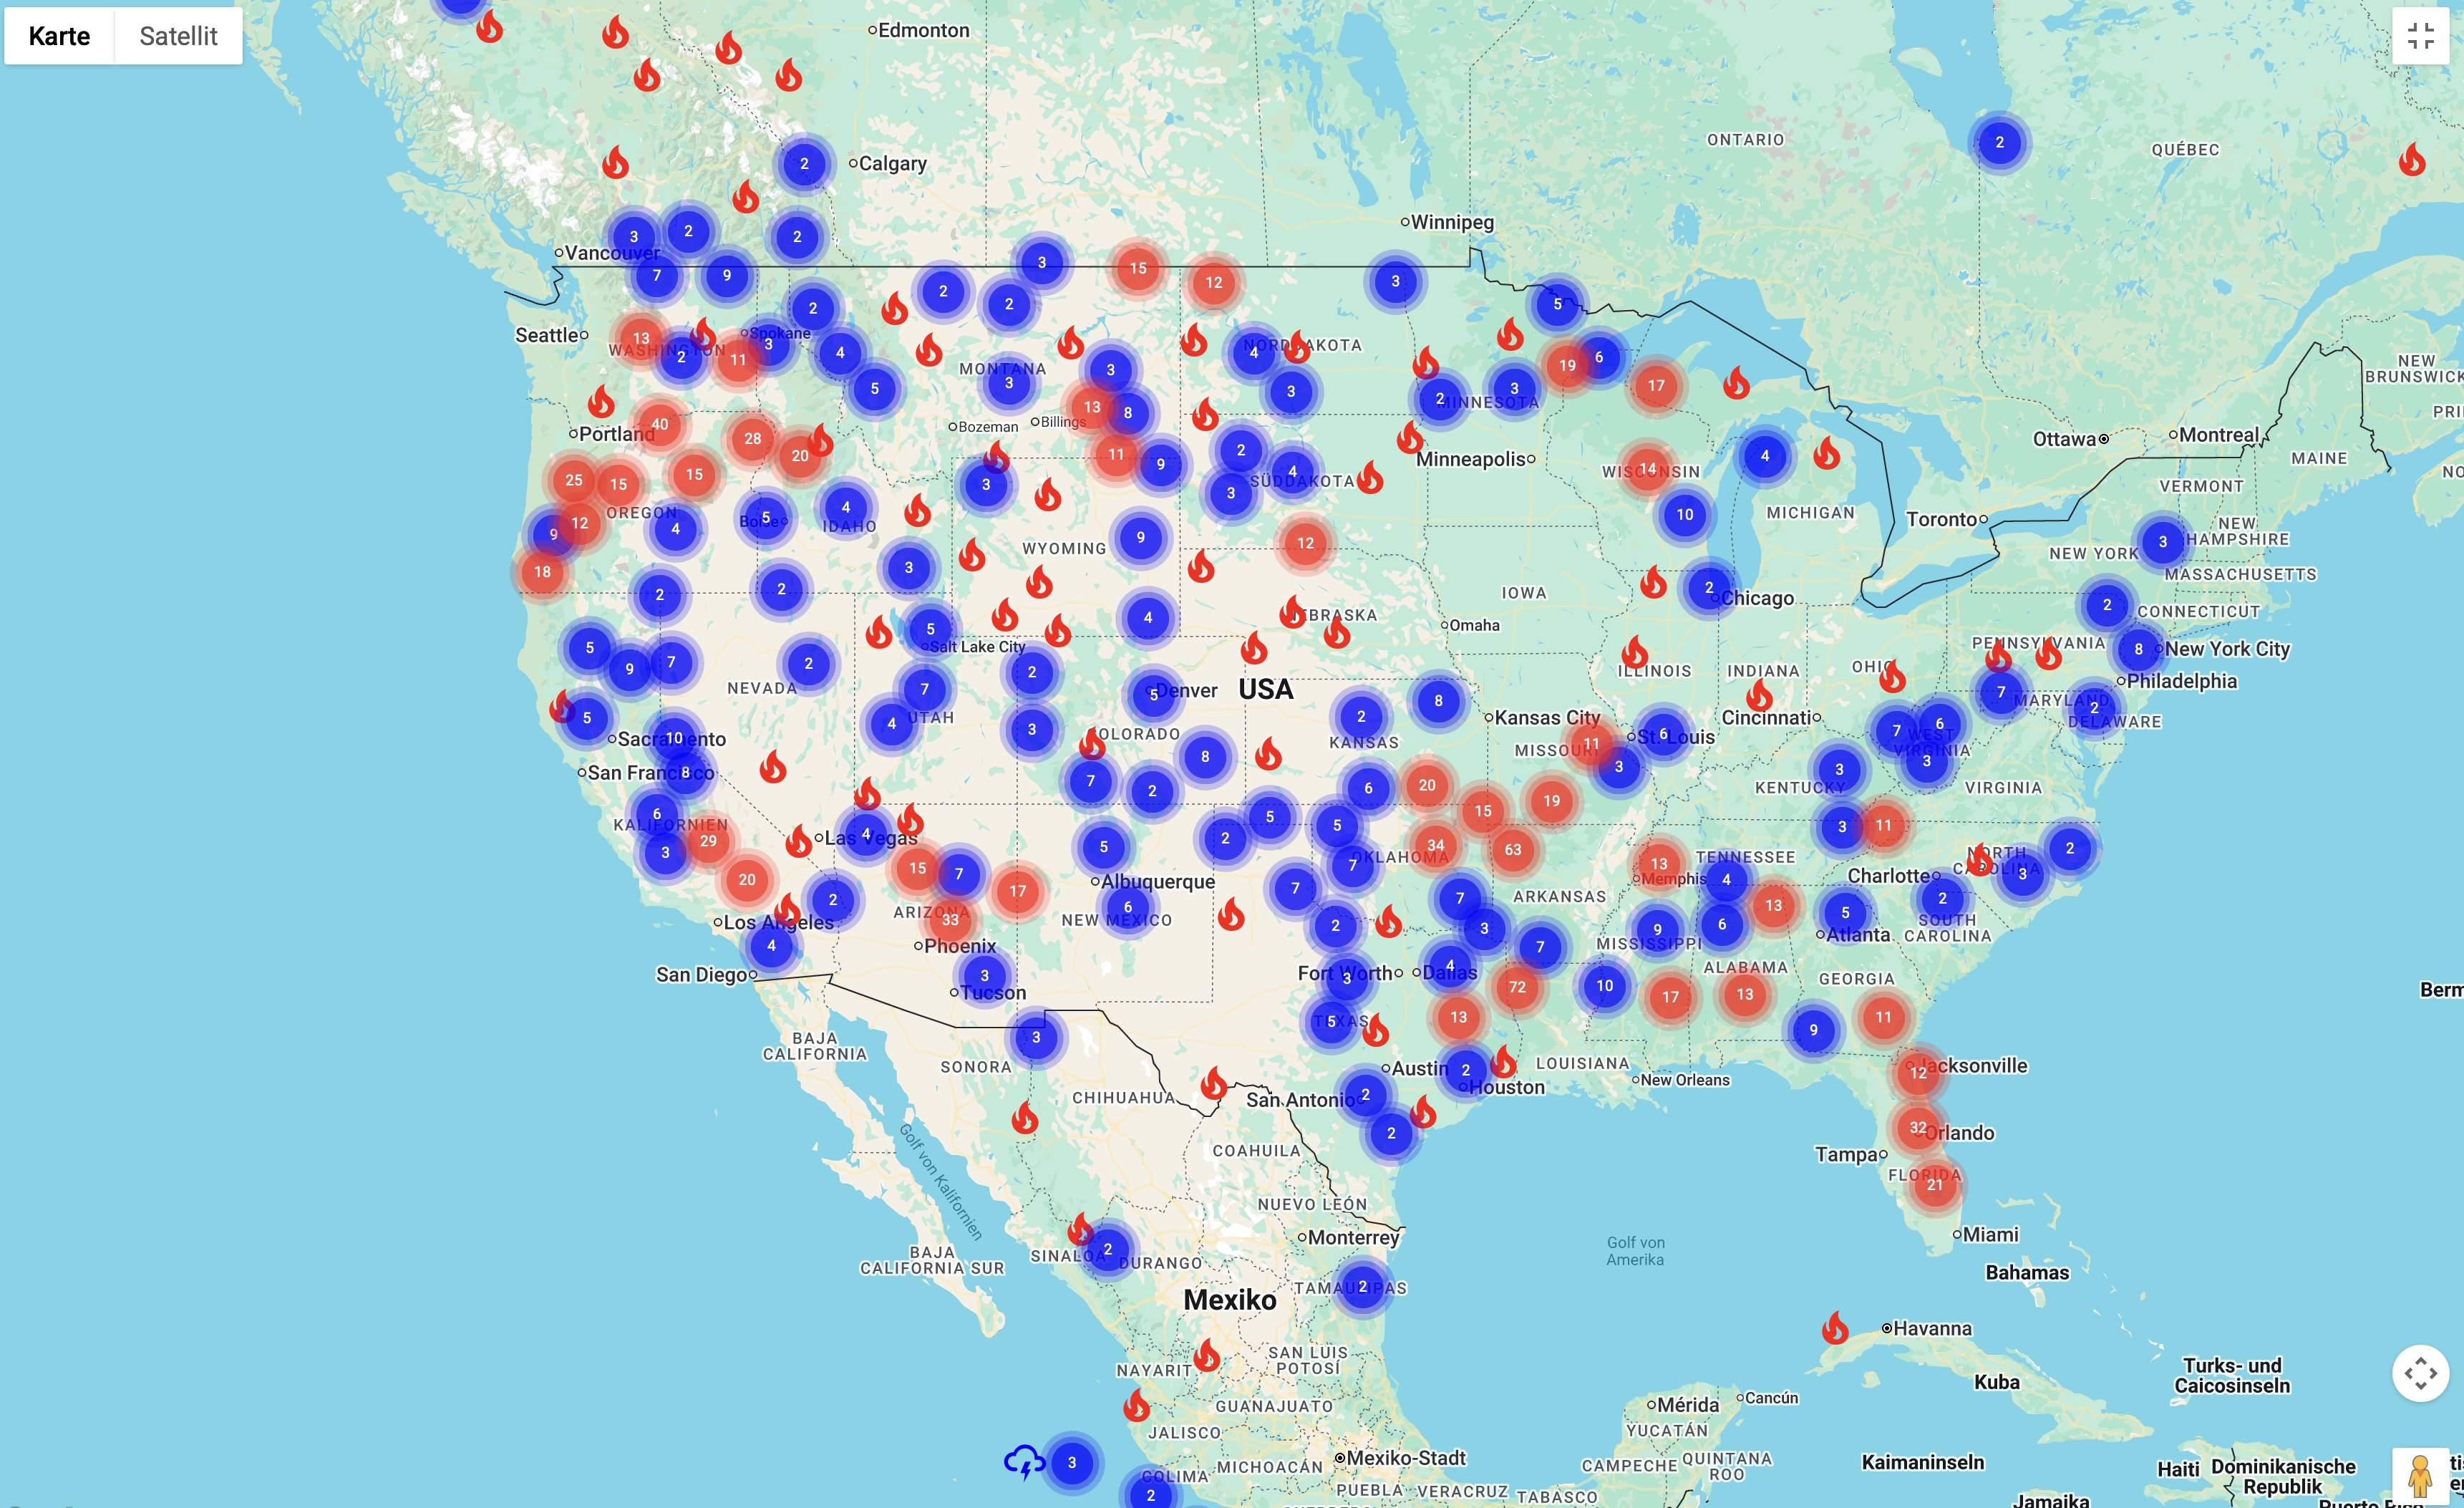 Karte
Satellit
Edmonton
Calgary
2
ONTARIO
2
QUÉBEC
Winnipeg
Vancouver
3
2
2
7
9
3
15
12
3
2
2
2
5
NEW
BRUNSWICK
Seattle
Spokane
13
WASHINGTON
2
11
3
4
5
MONTANA
3
3
13
8
4
NORDDAKOTA
3
2
MINNESOTA
3
19
6
17
Portland
40
28
20
Bozeman
Billings
11
9
2
4
SÜDDAKOTA
3
Minneapolis
WISCONSIN
14
4
10
MICHIGAN
Ottawa
Montreal
MAINE
VERMONT
25
15
15
OREGON
9
12
18
4
Boise
5
4
IDAHO
3
WYOMING
9
12
Toronto
NEW YORK
3
NEW
HAMPSHIRE
MASSACHUSETTS
2
2
3
IOWA
2
Chicago
2
CONNECTICUT
5
Salt Lake City
4
NEBRASKA
Omaha
PENNSYLVANIA
8
New York City
5
9
7
2
NEVADA
7
UTAH
4
2
3
5
Denver
USA
ILLINOIS
INDIANA
OHIO
7
MARYLAND
Philadelphia
2
DELAWARE
5
Sacramento
10
San Francisco
8
COLORADO
8
7
2
2
KANSAS
8
Kansas City
MISSOURI
11
3
St. Louis
6
Cincinnati
7
6
WEST
VIRGINIA
3
3
KENTUCKY
VIRGINIA
6
KALIFORNIEN
3
29
20
Las Vegas
4
15
7
17
5
Albuquerque
2
5
5
6
20
15
19
34
63
OKLAHOMA
7
3
11
13
Memphis
TENNESSEE
4
Charlotte
NORTH
CAROLINA
2
3
Los Angeles
2
4
ARIZONA
33
Phoenix
NEW MEXICO
6
7
2
7
3
ARKANSAS
7
9
MISSISSIPPI
6
13
5
Atlanta
2
SOUTH
CAROLINA
San Diego
3
Tucson
Fort Worth
3
Dallas
4
72
10
17
ALABAMA
13
GEORGIA
11
Berm
3
5
TEXAS
13
9
BAJA
CALIFORNIA
SONORA
CHIHUAHUA
Austin
2
Houston
LOUISIANA
New Orleans
12
Jacksonville
San Antonio
2
2
32
Orlando
Tampa
FLORIDA
21
Golf von Kalifornien
COAHUILA
NUEVO LEÓN
Monterrey
Miami
Golf von
Amerika
Bahamas
BAJA
CALIFORNIA SUR
SINALOA
2
DURANGO
TAMAULIPAS
2
Mexiko
Havanna
Kuba
Turks- und
Caicosinseln
NAYARIT
SAN LUIS
POTOSÍ
GUANAJUATO
JALISCO
Mérida
Cancún
YUCATÁN
3
COLIMA
2
MICHOACÁN
Mexiko-Stadt
PUEBLA
VERACRUZ
TABASCO
CAMPECHE
QUINTANA
ROO
Kaimaninseln
Haiti
Dominikanische
Republik
Jamaika